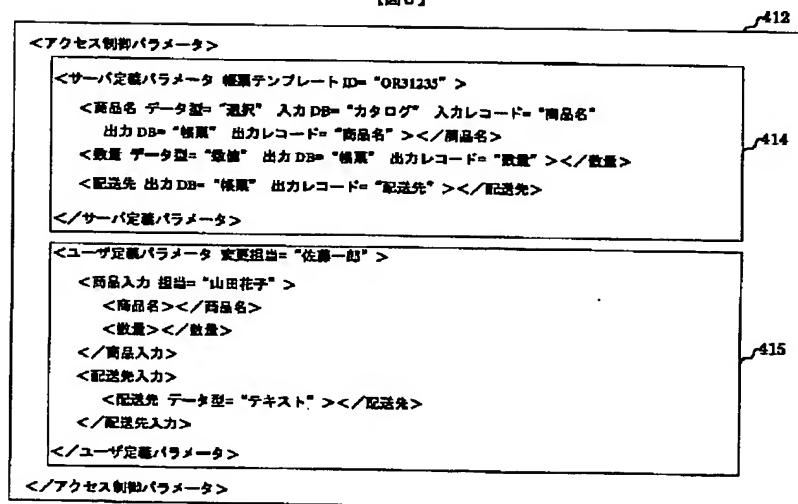 412
<アクセス制御パラメータ>
<サーバ定義パラメータ 帳票テンプレートID= "OR31235" >
<商品名 データ型= "選択" 入力DB= "カタログ" 入力レコード= "商品名"
出力DB= "帳票" 出力レコード= "商品名" ></商品名>
<数量 データ型= "数値" 出力DB= "帳票" 出力レコード= "数量" ></数量>
414
<配送先 出力DB= "帳票" 出力レコード= "配送先" ></配送先>
</サーバ定義パラメータ>
<ユーザ定義パラメータ 変更担当= "佐藤一郎" >
<商品入力 担当= "山田花子" >
<商品名></商品名>
<数量></数量>
</商品入力>
415
<配送先入力>
<配送先 データ型= "テキスト" ></配送先>
</配送先入力>
</ユーザ定義パラメータ>
</アクセス制御パラメータ>